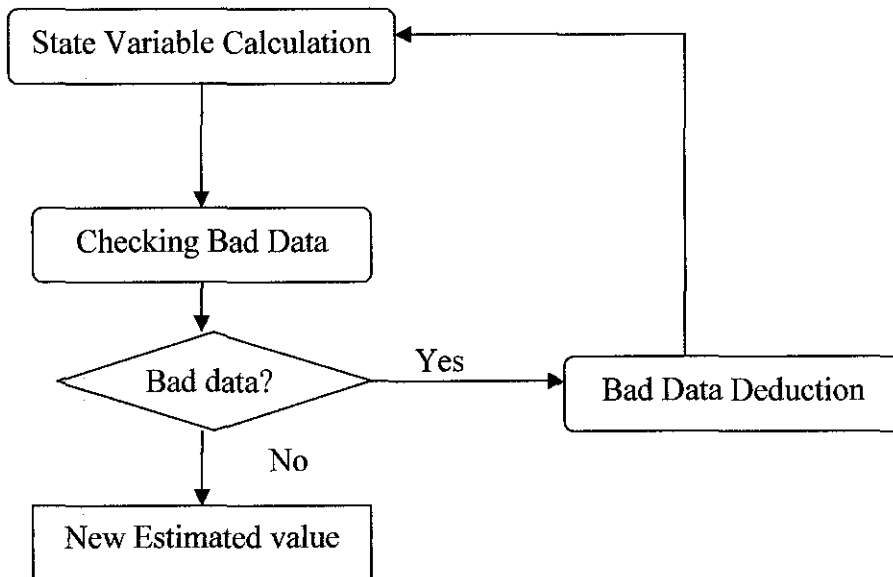 State Variable Calculation
Checking Bad Data
Bad data?
Yes
Bad Data Deduction
No
New Estimated value